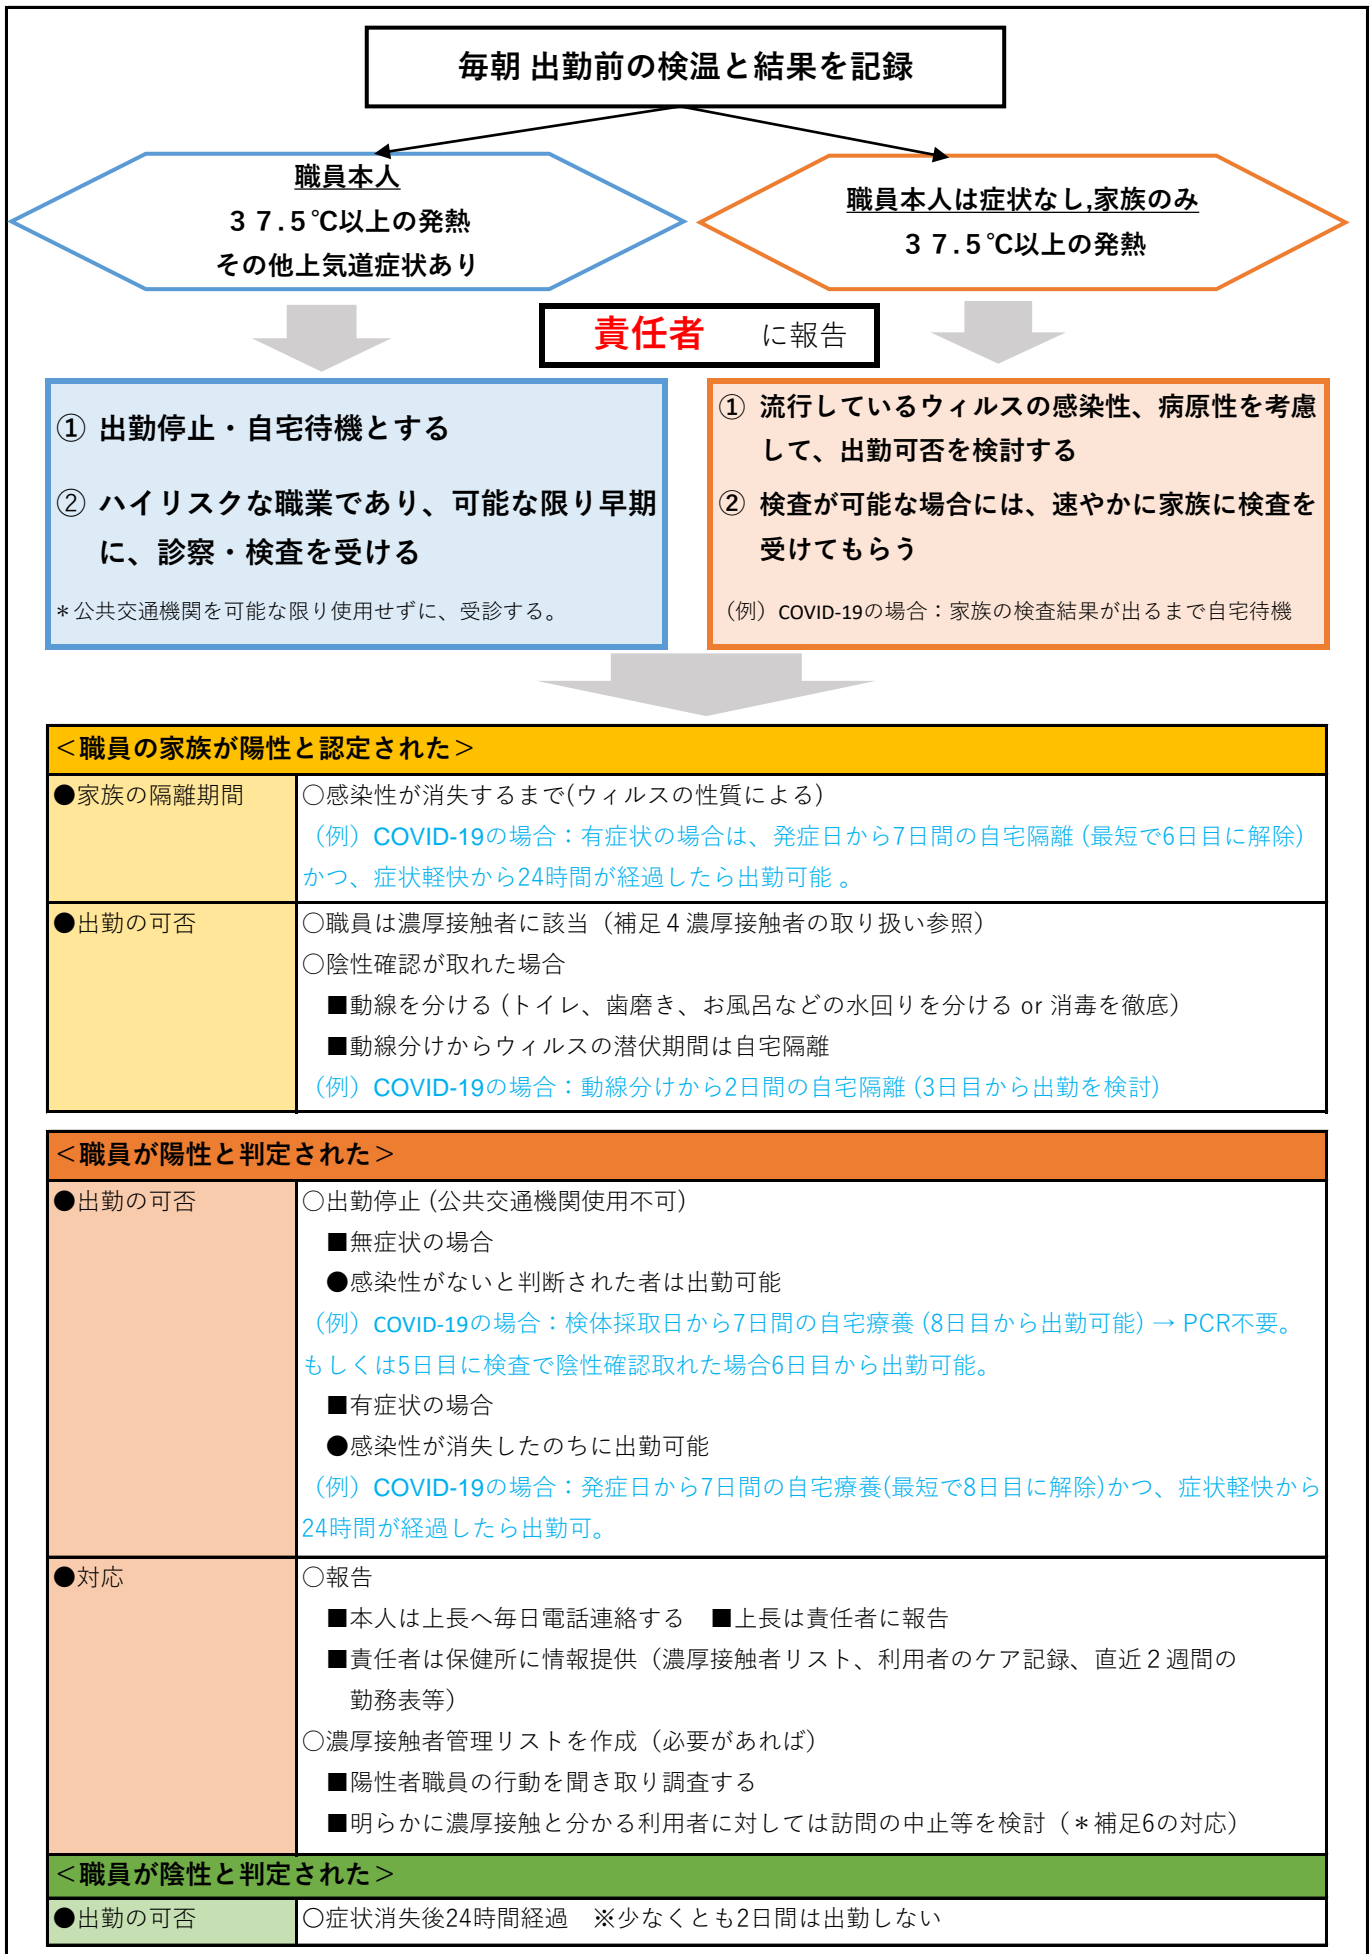 毎朝 出勤前の検温と結果を記録
職員本人
３７.５℃以上の発熱
その他上気道症状あり
職員本人は症状なし,家族のみ
３７.５℃以上の発熱
責任者　に報告
① 出勤停止・自宅待機とする
② ハイリスクな職業であり、可能な限り早期
に、診察・検査を受ける
＊公共交通機関を可能な限り使用せずに、受診する。
① 流行しているウィルスの感染性、病原性を考慮
して、出勤可否を検討する
② 検査が可能な場合には、速やかに家族に検査を
受けてもらう
（例）COVID-19の場合：家族の検査結果が出るまで自宅待機
＜職員の家族が陽性と認定された＞
●家族の隔離期間
○感染性が消失するまで(ウィルスの性質による)
（例）COVID-19の場合：有症状の場合は、発症日から7日間の自宅隔離 (最短で6日目に解除)
かつ、症状軽快から24時間が経過したら出勤可能 。
●出勤の可否
○職員は濃厚接触者に該当（補足４濃厚接触者の取り扱い参照）
○陰性確認が取れた場合
■動線を分ける (トイレ、歯磨き、お風呂などの水回りを分ける or 消毒を徹底）
■動線分けからウィルスの潜伏期間は自宅隔離
（例）COVID-19の場合：動線分けから2日間の自宅隔離 (3日目から出勤を検討)
＜職員が陽性と判定された＞
●出勤の可否
○出勤停止 (公共交通機関使用不可)
■無症状の場合
●感染性がないと判断された者は出勤可能
（例）COVID-19の場合：検体採取日から7日間の自宅療養 (8日目から出勤可能) → PCR不要。
もしくは5日目に検査で陰性確認取れた場合6日目から出勤可能。
■有症状の場合
●感染性が消失したのちに出勤可能
（例）COVID-19の場合：発症日から7日間の自宅療養(最短で8日目に解除)かつ、症状軽快から
24時間が経過したら出勤可。
●対応
○報告
■本人は上長へ毎日電話連絡する　■上長は責任者に報告
■責任者は保健所に情報提供（濃厚接触者リスト、利用者のケア記録、直近２週間の
勤務表等）
○濃厚接触者管理リストを作成（必要があれば）
■陽性者職員の行動を聞き取り調査する
■明らかに濃厚接触と分かる利用者に対しては訪問の中止等を検討（＊補足6の対応）
＜職員が陰性と判定された＞
●出勤の可否
○症状消失後24時間経過　※少なくとも2日間は出勤しない